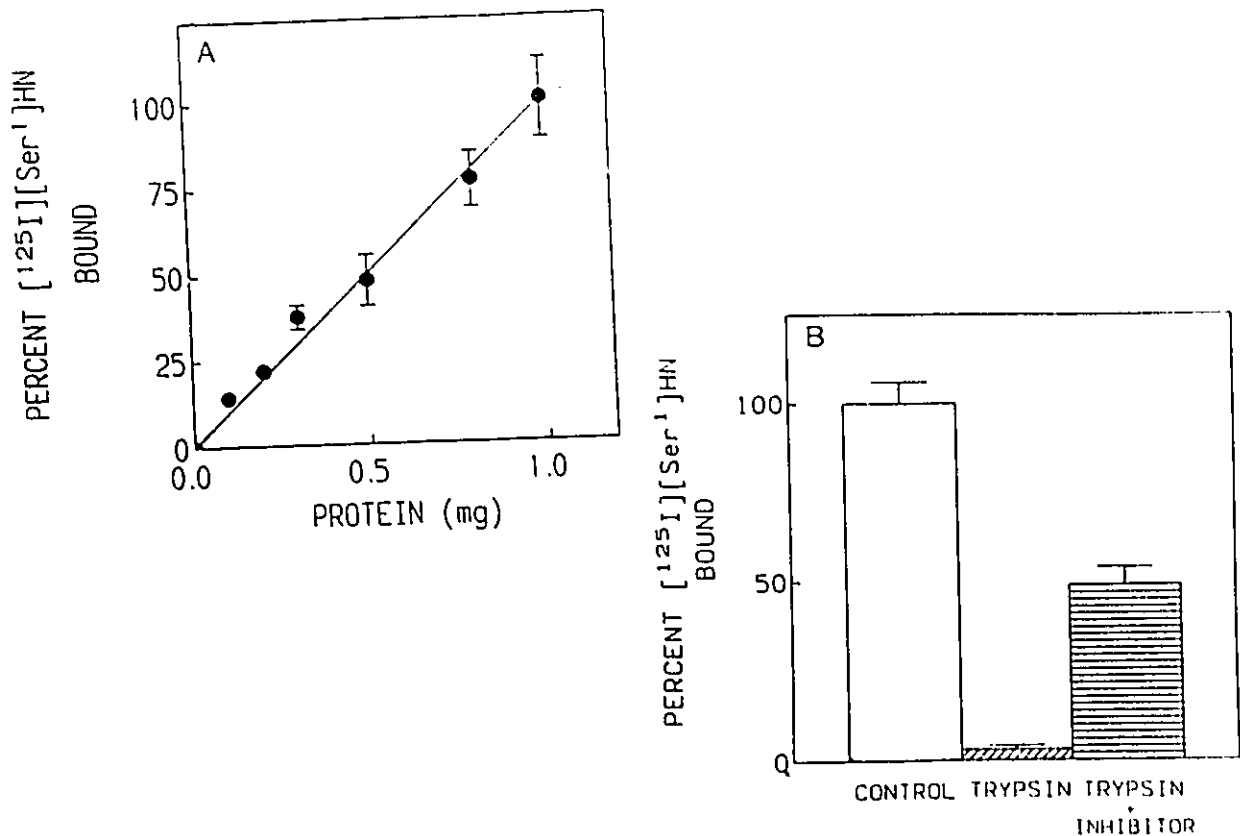 A
PERCENT [¹²⁵I][Ser¹]HN
BOUND
100
75
50
25
0
0.0 0.5 1.0
PROTEIN (mg)
B
PERCENT [¹²⁵I][Ser¹]HN
BOUND
100
50
0
CONTROL TRYPSIN TRYPSIN
+
INHIBITOR